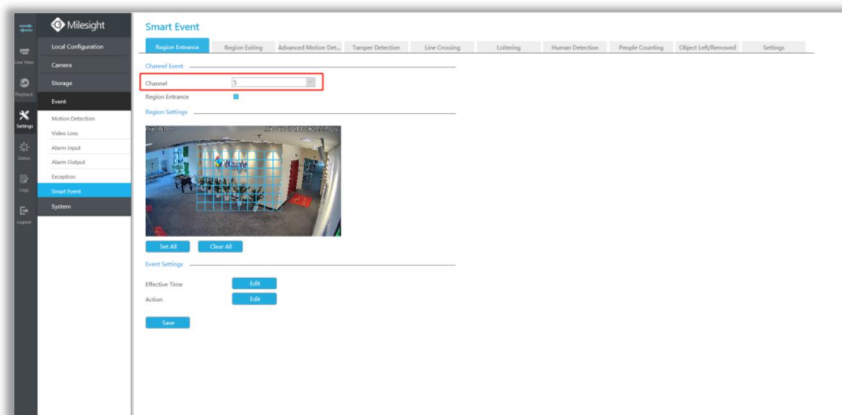 Milesight
Smart Event
Local Configuration
Region Entrance Region Exiting Advanced Motion Det... Tamper Detection Line Crossing Loitering Human Detection People Counting Object Left/Removed Settings
Live View
Camera
Channel Event
Storage
Channel 5
Playback
Region Entrance
Event
Region Settings
Settings
Motion Detection
Video Loss
Alarm Input
Status
Alarm Output
Exception
Logs
Smart Event
System
Logout
Set All Clear All
Event Settings
Effective Time Edit
Action Edit
Save